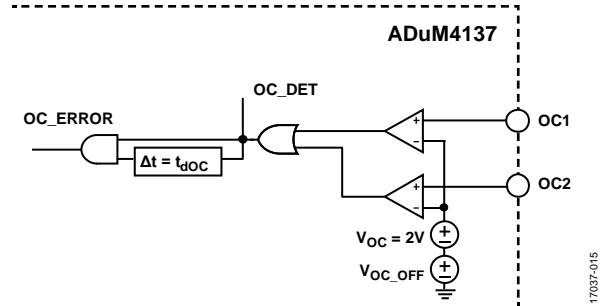 ADuM4137
OC_DET
OC_ERROR
Δt = tdOC
OC1
OC2
+
−
+
−
VOC = 2V
+
−
VOC_OFF
+
−
17037-015